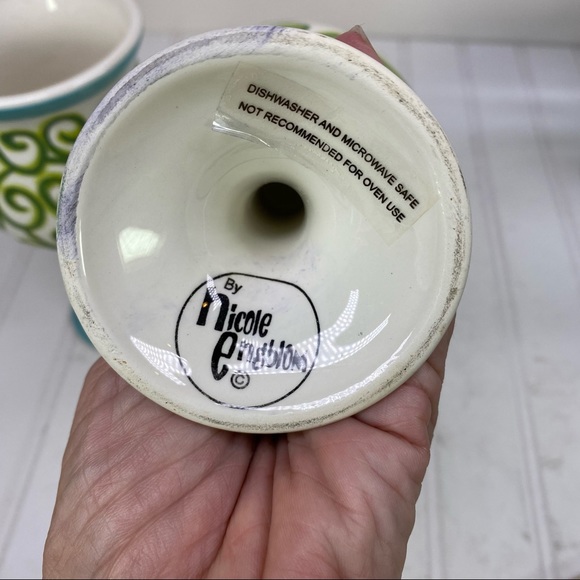 DISHWASHER AND MICROWAVE SAFE
NOT RECOMMENDED FOR OVEN USE
By
nicole
©